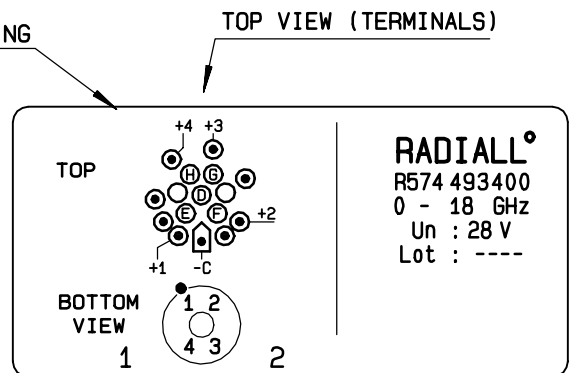 TOP VIEW (TERMINALS)
NG
+4 +3
TOP
H G
D
E F
+2
+1 -C
BOTTOM
VIEW
1 2
4 3
1 2
RADIALL°
R574 493400
0 - 18 GHz
Un : 28 V
Lot : ----